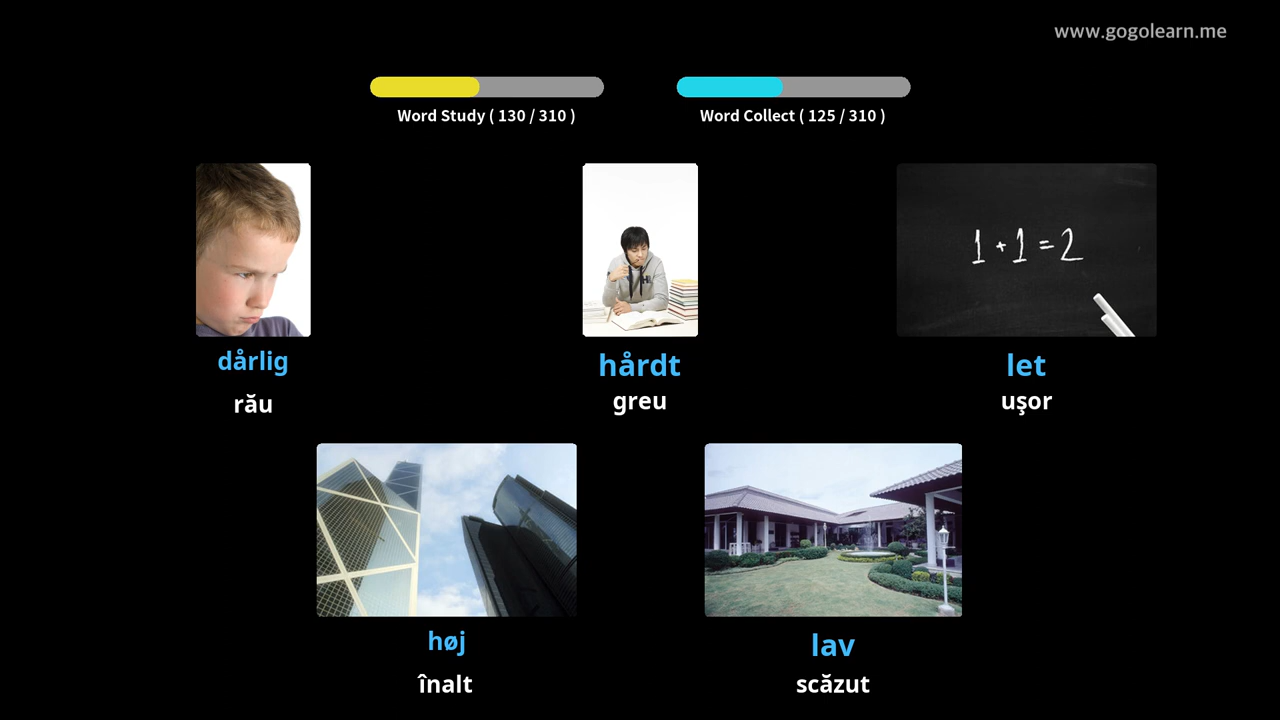 www.gogolearn.me
Word Study ( 130 / 310 )
Word Collect ( 125 / 310 )
1 + 1 = 2
dårlig
rău
hårdt
greu
let
uşor
høj
înalt
lav
scăzut